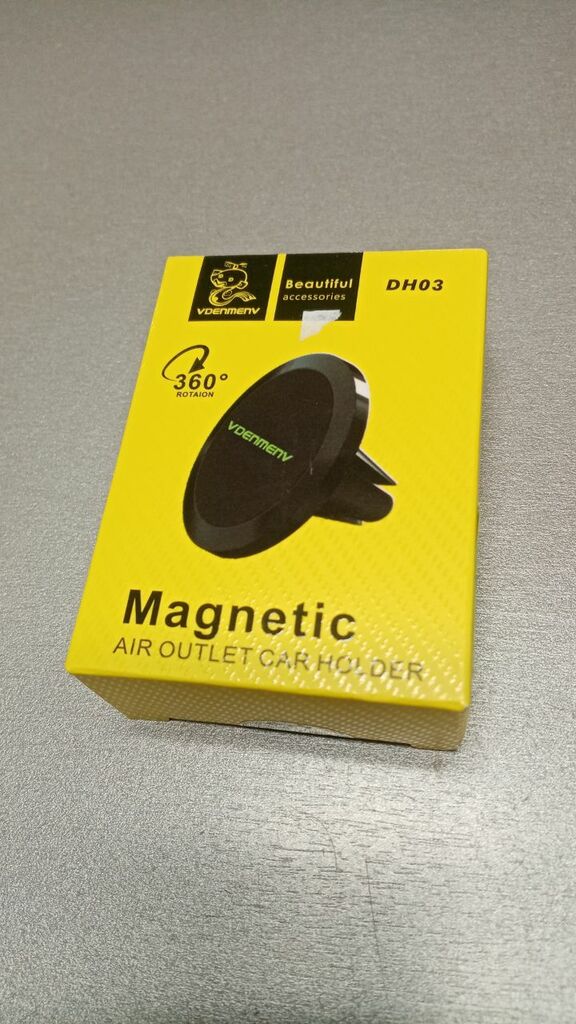 VDENMENV
Beautiful
accessories
DH03
360°
ROTAION
VDENMENV
Magnetic
AIR OUTLET CAR HOLDER